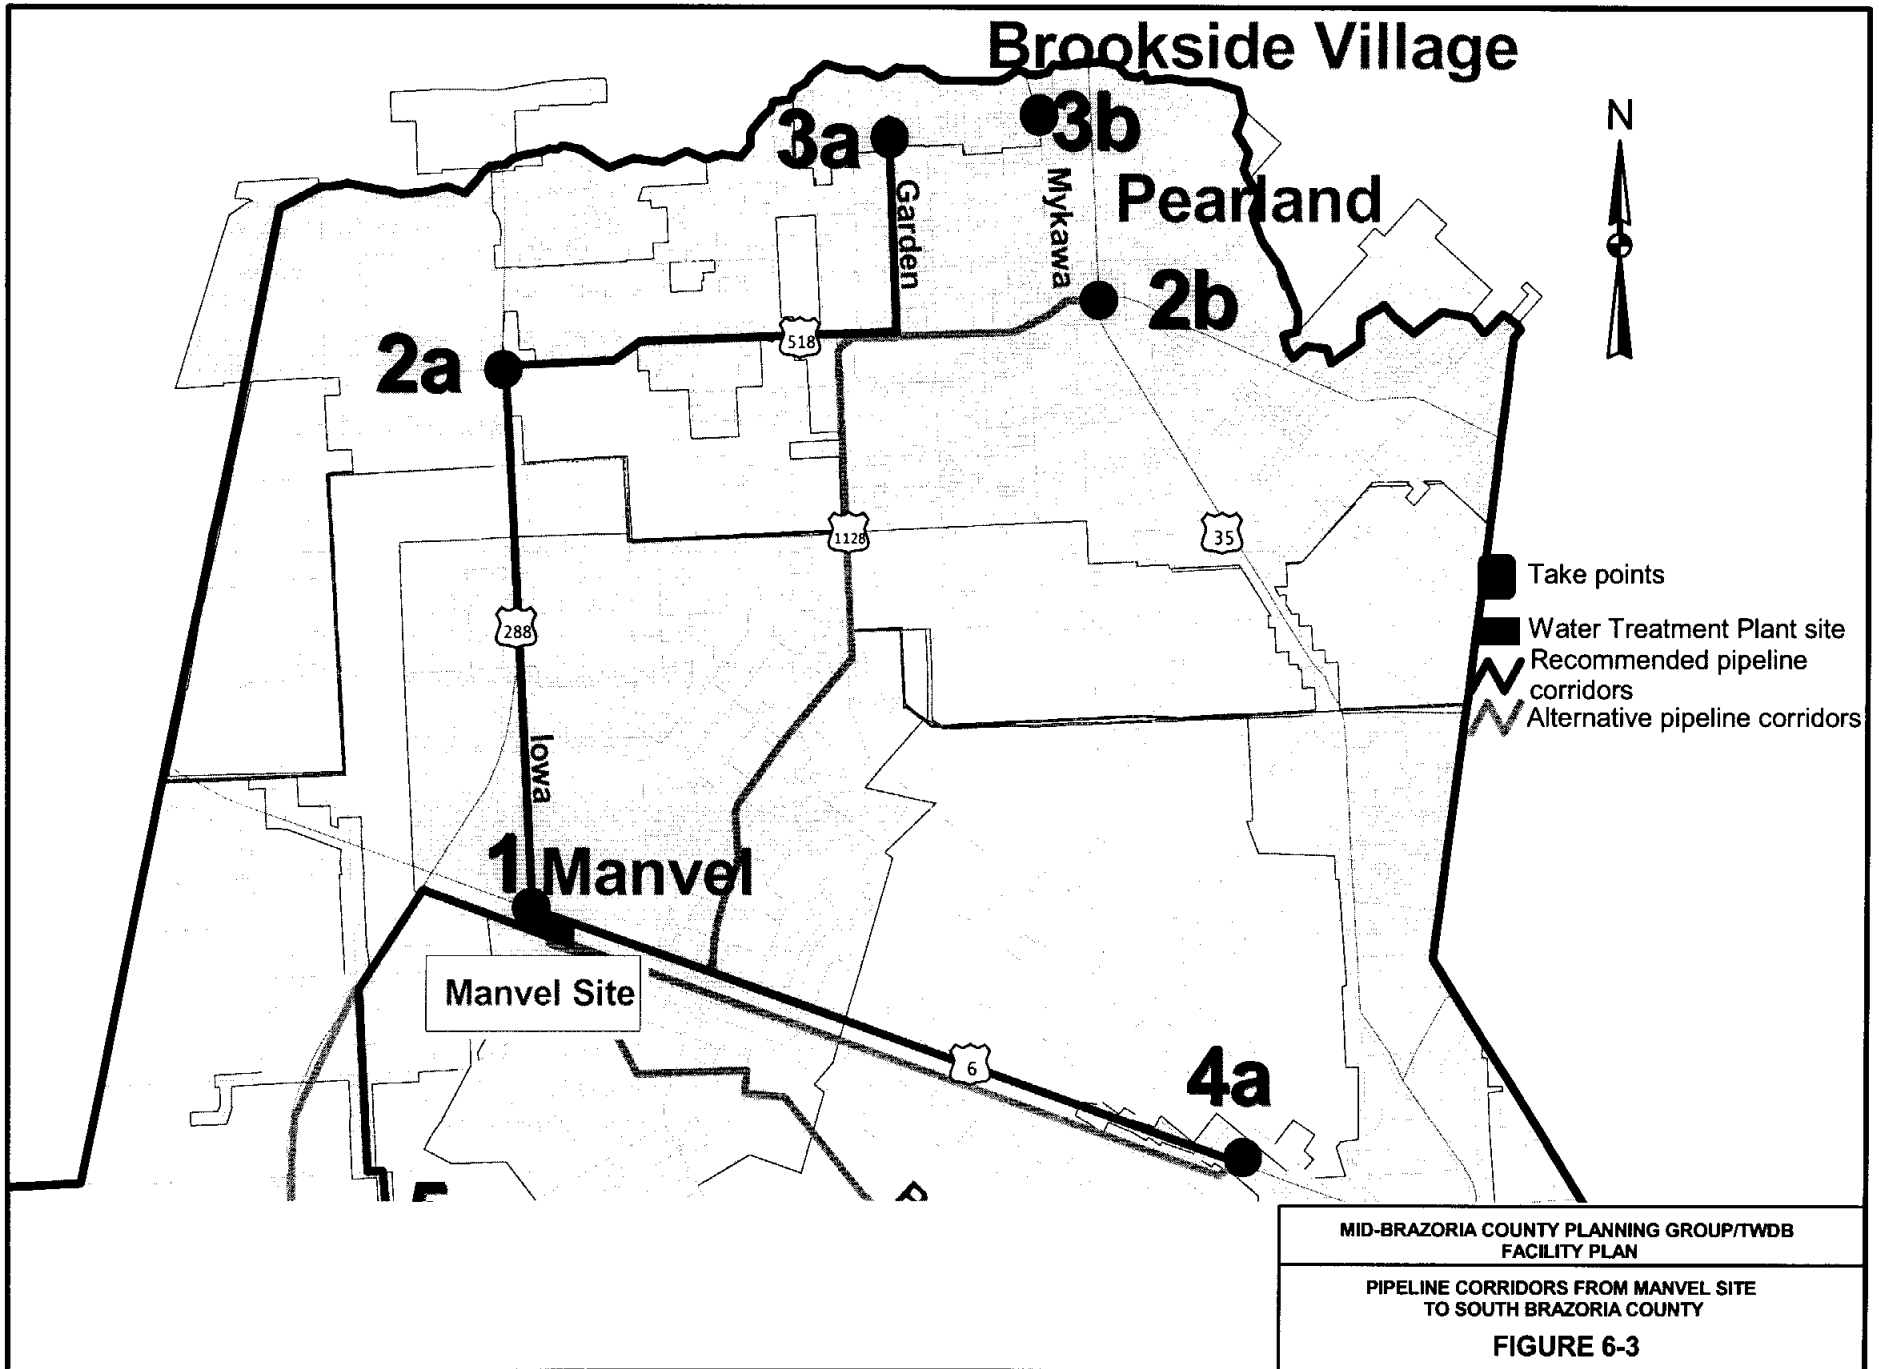 Brookside Village
N
3a
3b
Garden
Mykawa
Pearland
2b
2a
518
1128
35
Take points
Water Treatment Plant site
Recommended pipeline
corridors
Alternative pipeline corridors
288
Iowa
1
Manvel
Manvel Site
6
4a
MID-BRAZORIA COUNTY PLANNING GROUP/TWDB
FACILITY PLAN
PIPELINE CORRIDORS FROM MANVEL SITE
TO SOUTH BRAZORIA COUNTY
FIGURE 6-3